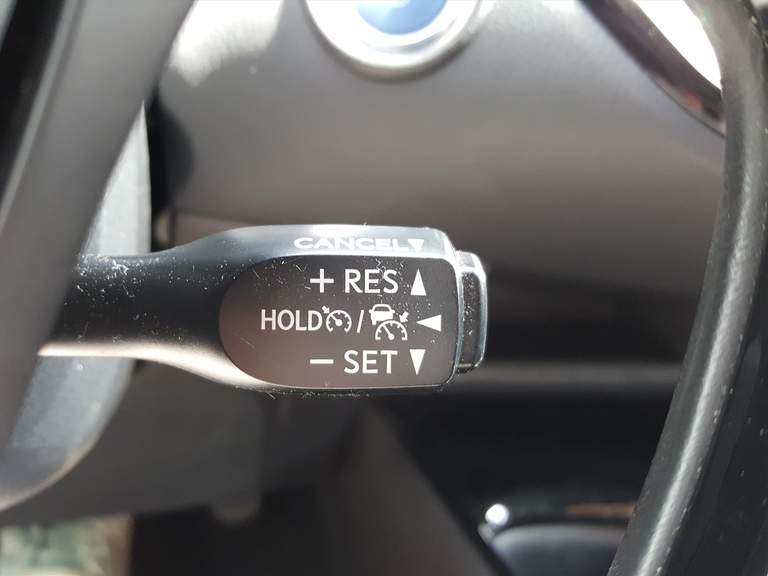 CANCEL
+ RES
HOLD /
- SET